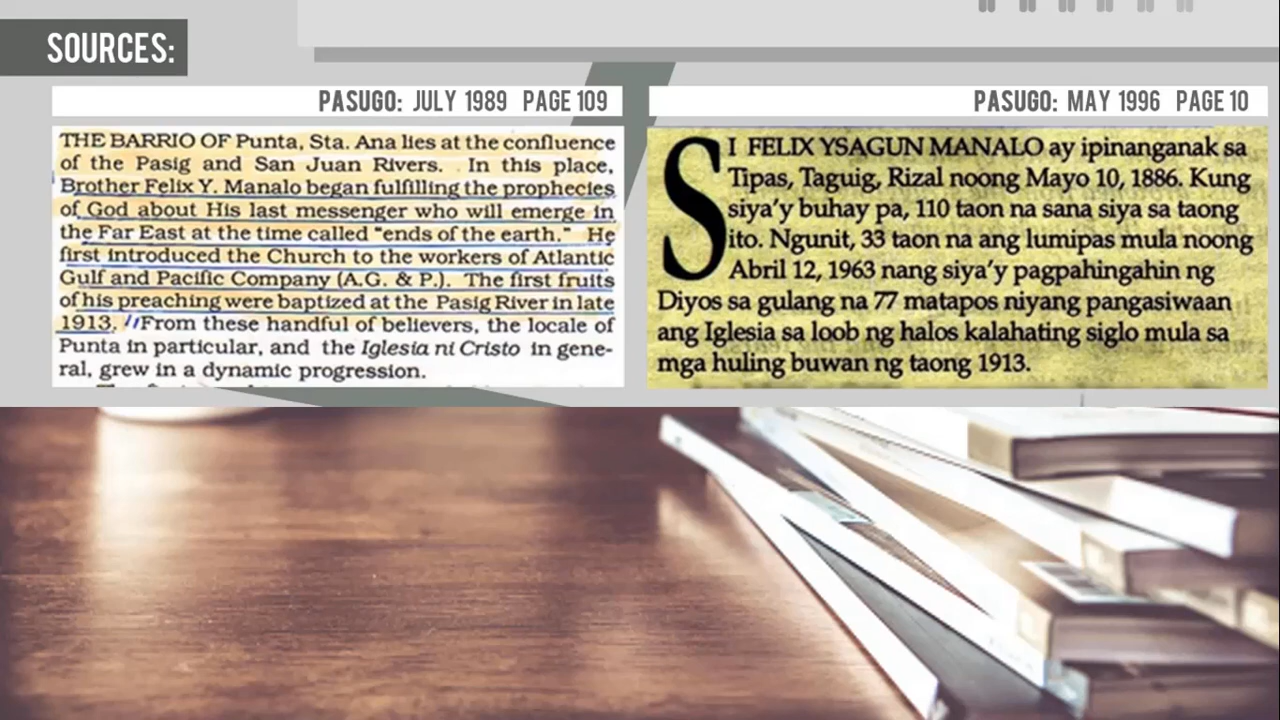 SOURCES:
PASUGO: JULY 1989 PAGE 109
THE BARRIO OF Punta, Sta. Ana lies at the confluence
of the Pasig and San Juan Rivers. In this place,
Brother Felix Y. Manalo began fulfilling the prophecies
of God about His last messenger who will emerge in
the Far East at the time called "ends of the earth." He
first introduced the Church to the workers of Atlantic
Gulf and Pacific Company (A.G. & P.). The first fruits
of his preaching were baptized at the Pasig River in late
1913. From these handful of believers, the locale of
Punta in particular, and the Iglesia ni Cristo in gene-
ral, grew in a dynamic progression.
PASUGO: MAY 1996 PAGE 10
SI FELIX YSAGUN MANALO ay ipinanganak sa
Tipas, Taguig, Rizal noong Mayo 10, 1886. Kung
siya'y buhay pa, 110 taon na sana siya sa taong
ito. Ngunit, 33 taon na ang lumipas mula noong
Abril 12, 1963 nang siya'y pagpahingahin ng
Diyos sa gulang na 77 matapos niyang pangasiwaan
ang Iglesia sa loob ng halos kalahating siglo mula sa
mga huling buwan ng taong 1913.